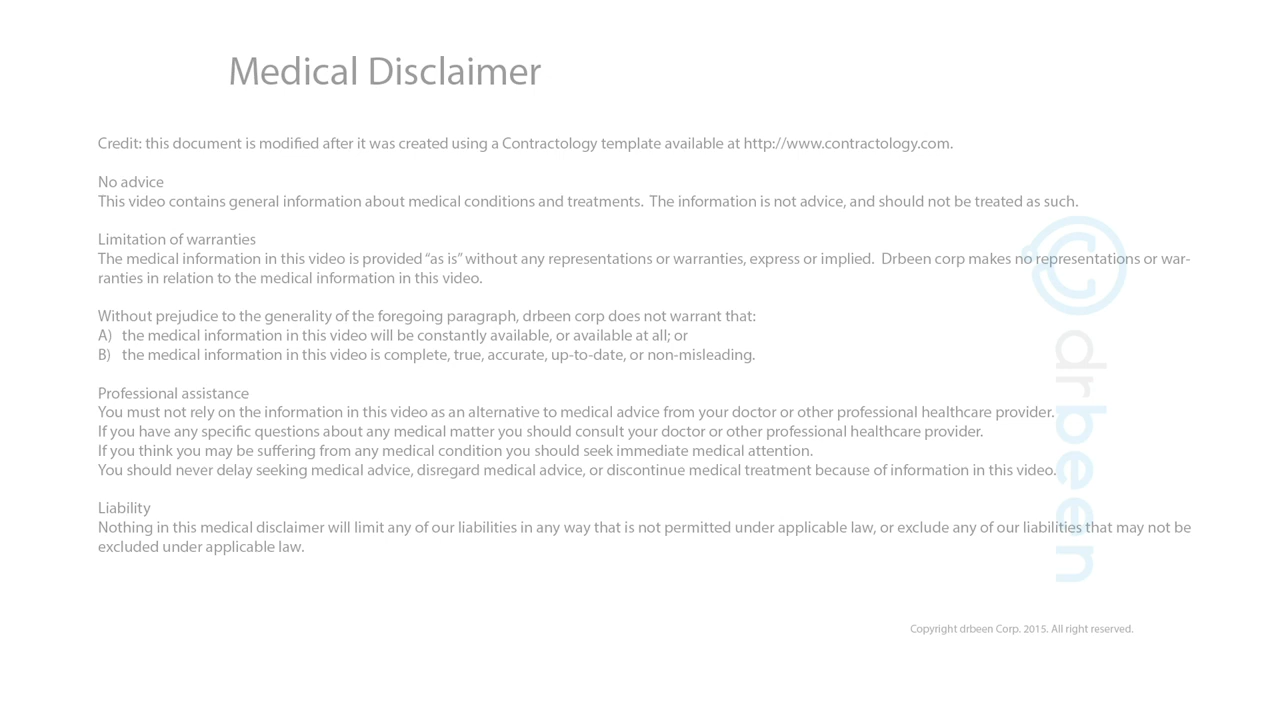 Medical Disclaimer
Credit: this document is modified after it was created using a Contractology template available at http://www.contractology.com.
No advice
This video contains general information about medical conditions and treatments.  The information is not advice, and should not be treated as such.
Limitation of warranties
The medical information in this video is provided “as is” without any representations or warranties, express or implied.  Drbeen corp makes no representations or war-
ranties in relation to the medical information in this video.
Without prejudice to the generality of the foregoing paragraph, drbeen corp does not warrant that:
A)  the medical information in this video will be constantly available, or available at all; or
B)  the medical information in this video is complete, true, accurate, up-to-date, or non-misleading.
Professional assistance
You must not rely on the information in this video as an alternative to medical advice from your doctor or other professional healthcare provider.
If you have any specific questions about any medical matter you should consult your doctor or other professional healthcare provider.
If you think you may be suffering from any medical condition you should seek immediate medical attention.
You should never delay seeking medical advice, disregard medical advice, or discontinue medical treatment because of information in this video.
Liability
Nothing in this medical disclaimer will limit any of our liabilities in any way that is not permitted under applicable law, or exclude any of our liabilities that may not be
excluded under applicable law.
drbeen
Copyright drbeen Corp. 2015. All right reserved.